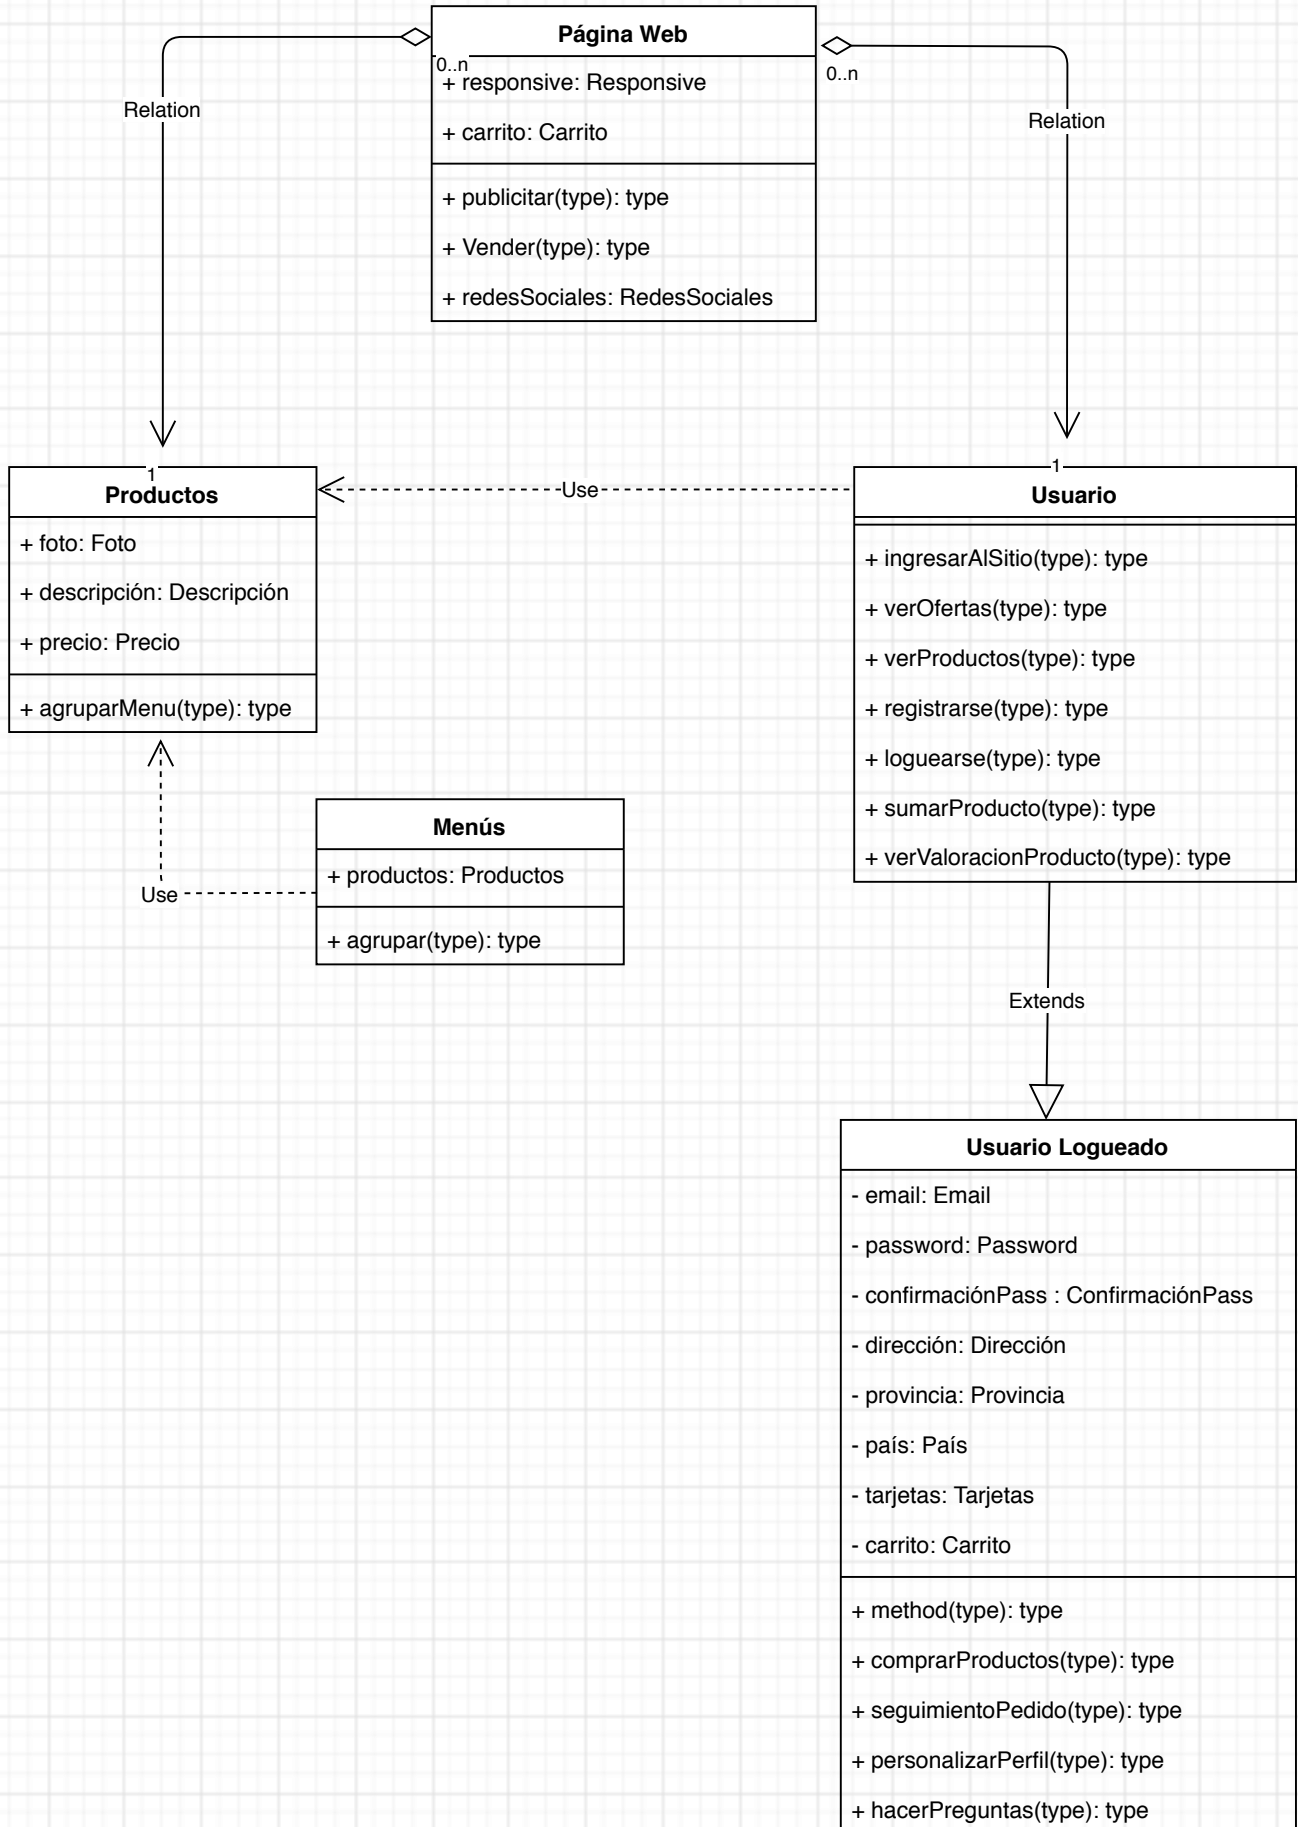 Página Web
0..n
+ responsive: Responsive
+ carrito: Carrito
+ publicitar(type): type
+ Vender(type): type
+ redesSociales: RedesSociales
0..n
Relation
Relation
1
Productos
+ foto: Foto
+ descripción: Descripción
+ precio: Precio
+ agruparMenu(type): type
Use
1
Usuario
+ ingresarAlSitio(type): type
+ verOfertas(type): type
+ verProductos(type): type
+ registrarse(type): type
+ loguearse(type): type
+ sumarProducto(type): type
+ verValoracionProducto(type): type
Use
Menús
+ productos: Productos
+ agrupar(type): type
Extends
Usuario Logueado
- email: Email
- password: Password
- confirmaciónPass : ConfirmaciónPass
- dirección: Dirección
- provincia: Provincia
- país: País
- tarjetas: Tarjetas
- carrito: Carrito
+ method(type): type
+ comprarProductos(type): type
+ seguimientoPedido(type): type
+ personalizarPerfil(type): type
+ hacerPreguntas(type): type